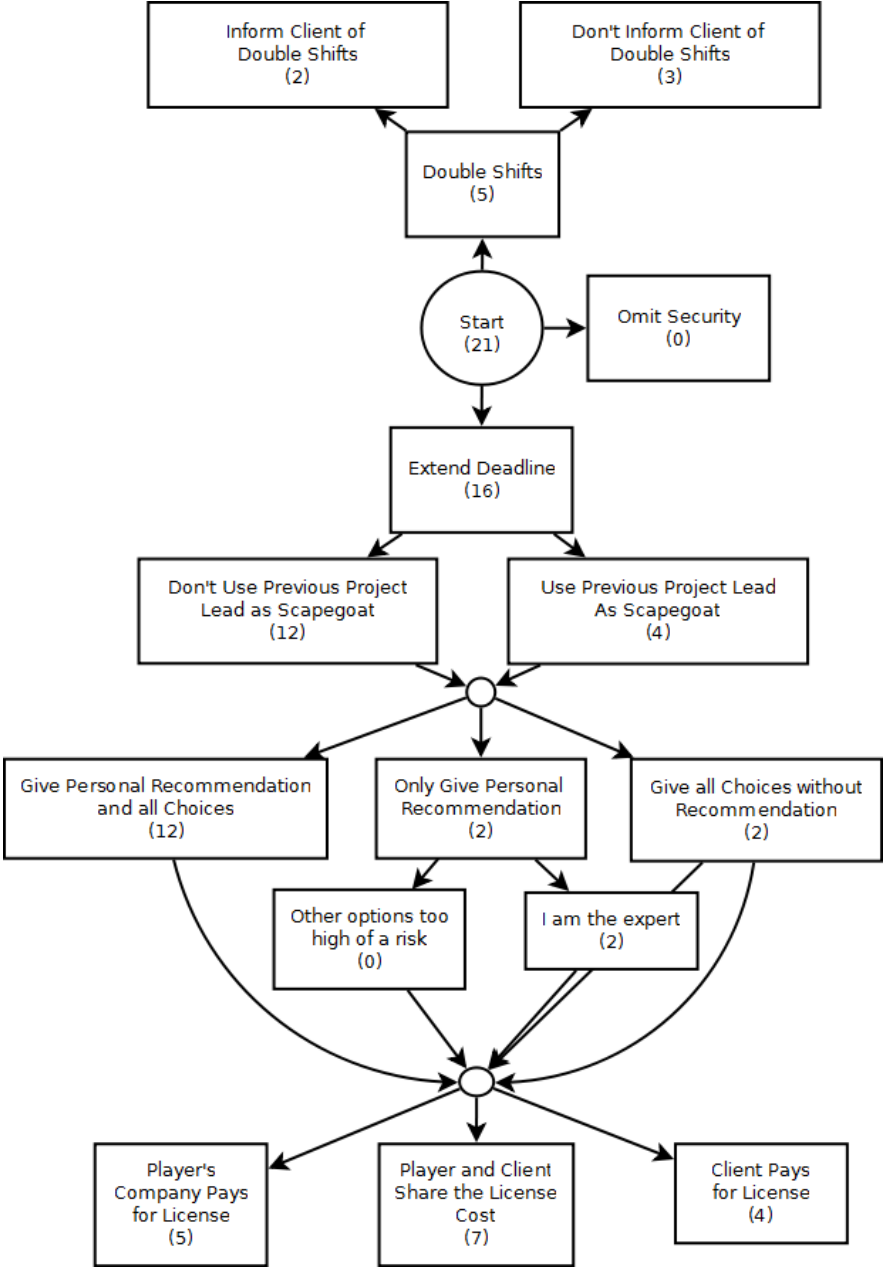 Inform Client of
Double Shifts
(2)
Don't Inform Client of
Double Shifts
(3)
Double Shifts
(5)
Start
(21)
Omit Security
(0)
Extend Deadline
(16)
Don't Use Previous Project
Lead as Scapegoat
(12)
Use Previous Project Lead
As Scapegoat
(4)
Give Personal Recommendation
and all Choices
(12)
Only Give Personal
Recommendation
(2)
Give all Choices without
Recommendation
(2)
Other options too
high of a risk
(0)
I am the expert
(2)
Player's
Company Pays
for License
(5)
Player and Client
Share the License
Cost
(7)
Client Pays
for License
(4)